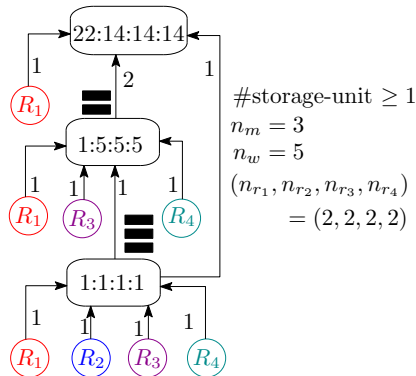 22:14:14:14
1
2
1
R₁
#storage-unit ≥ 1
n_m = 3
n_w = 5
(n_{r_1}, n_{r_2}, n_{r_3}, n_{r_4})
= (2, 2, 2, 2)
1:5:5:5
1
1
1
1
R₁
R₃
R₄
1:1:1:1
1
1
1
1
R₁
R₂
R₃
R₄